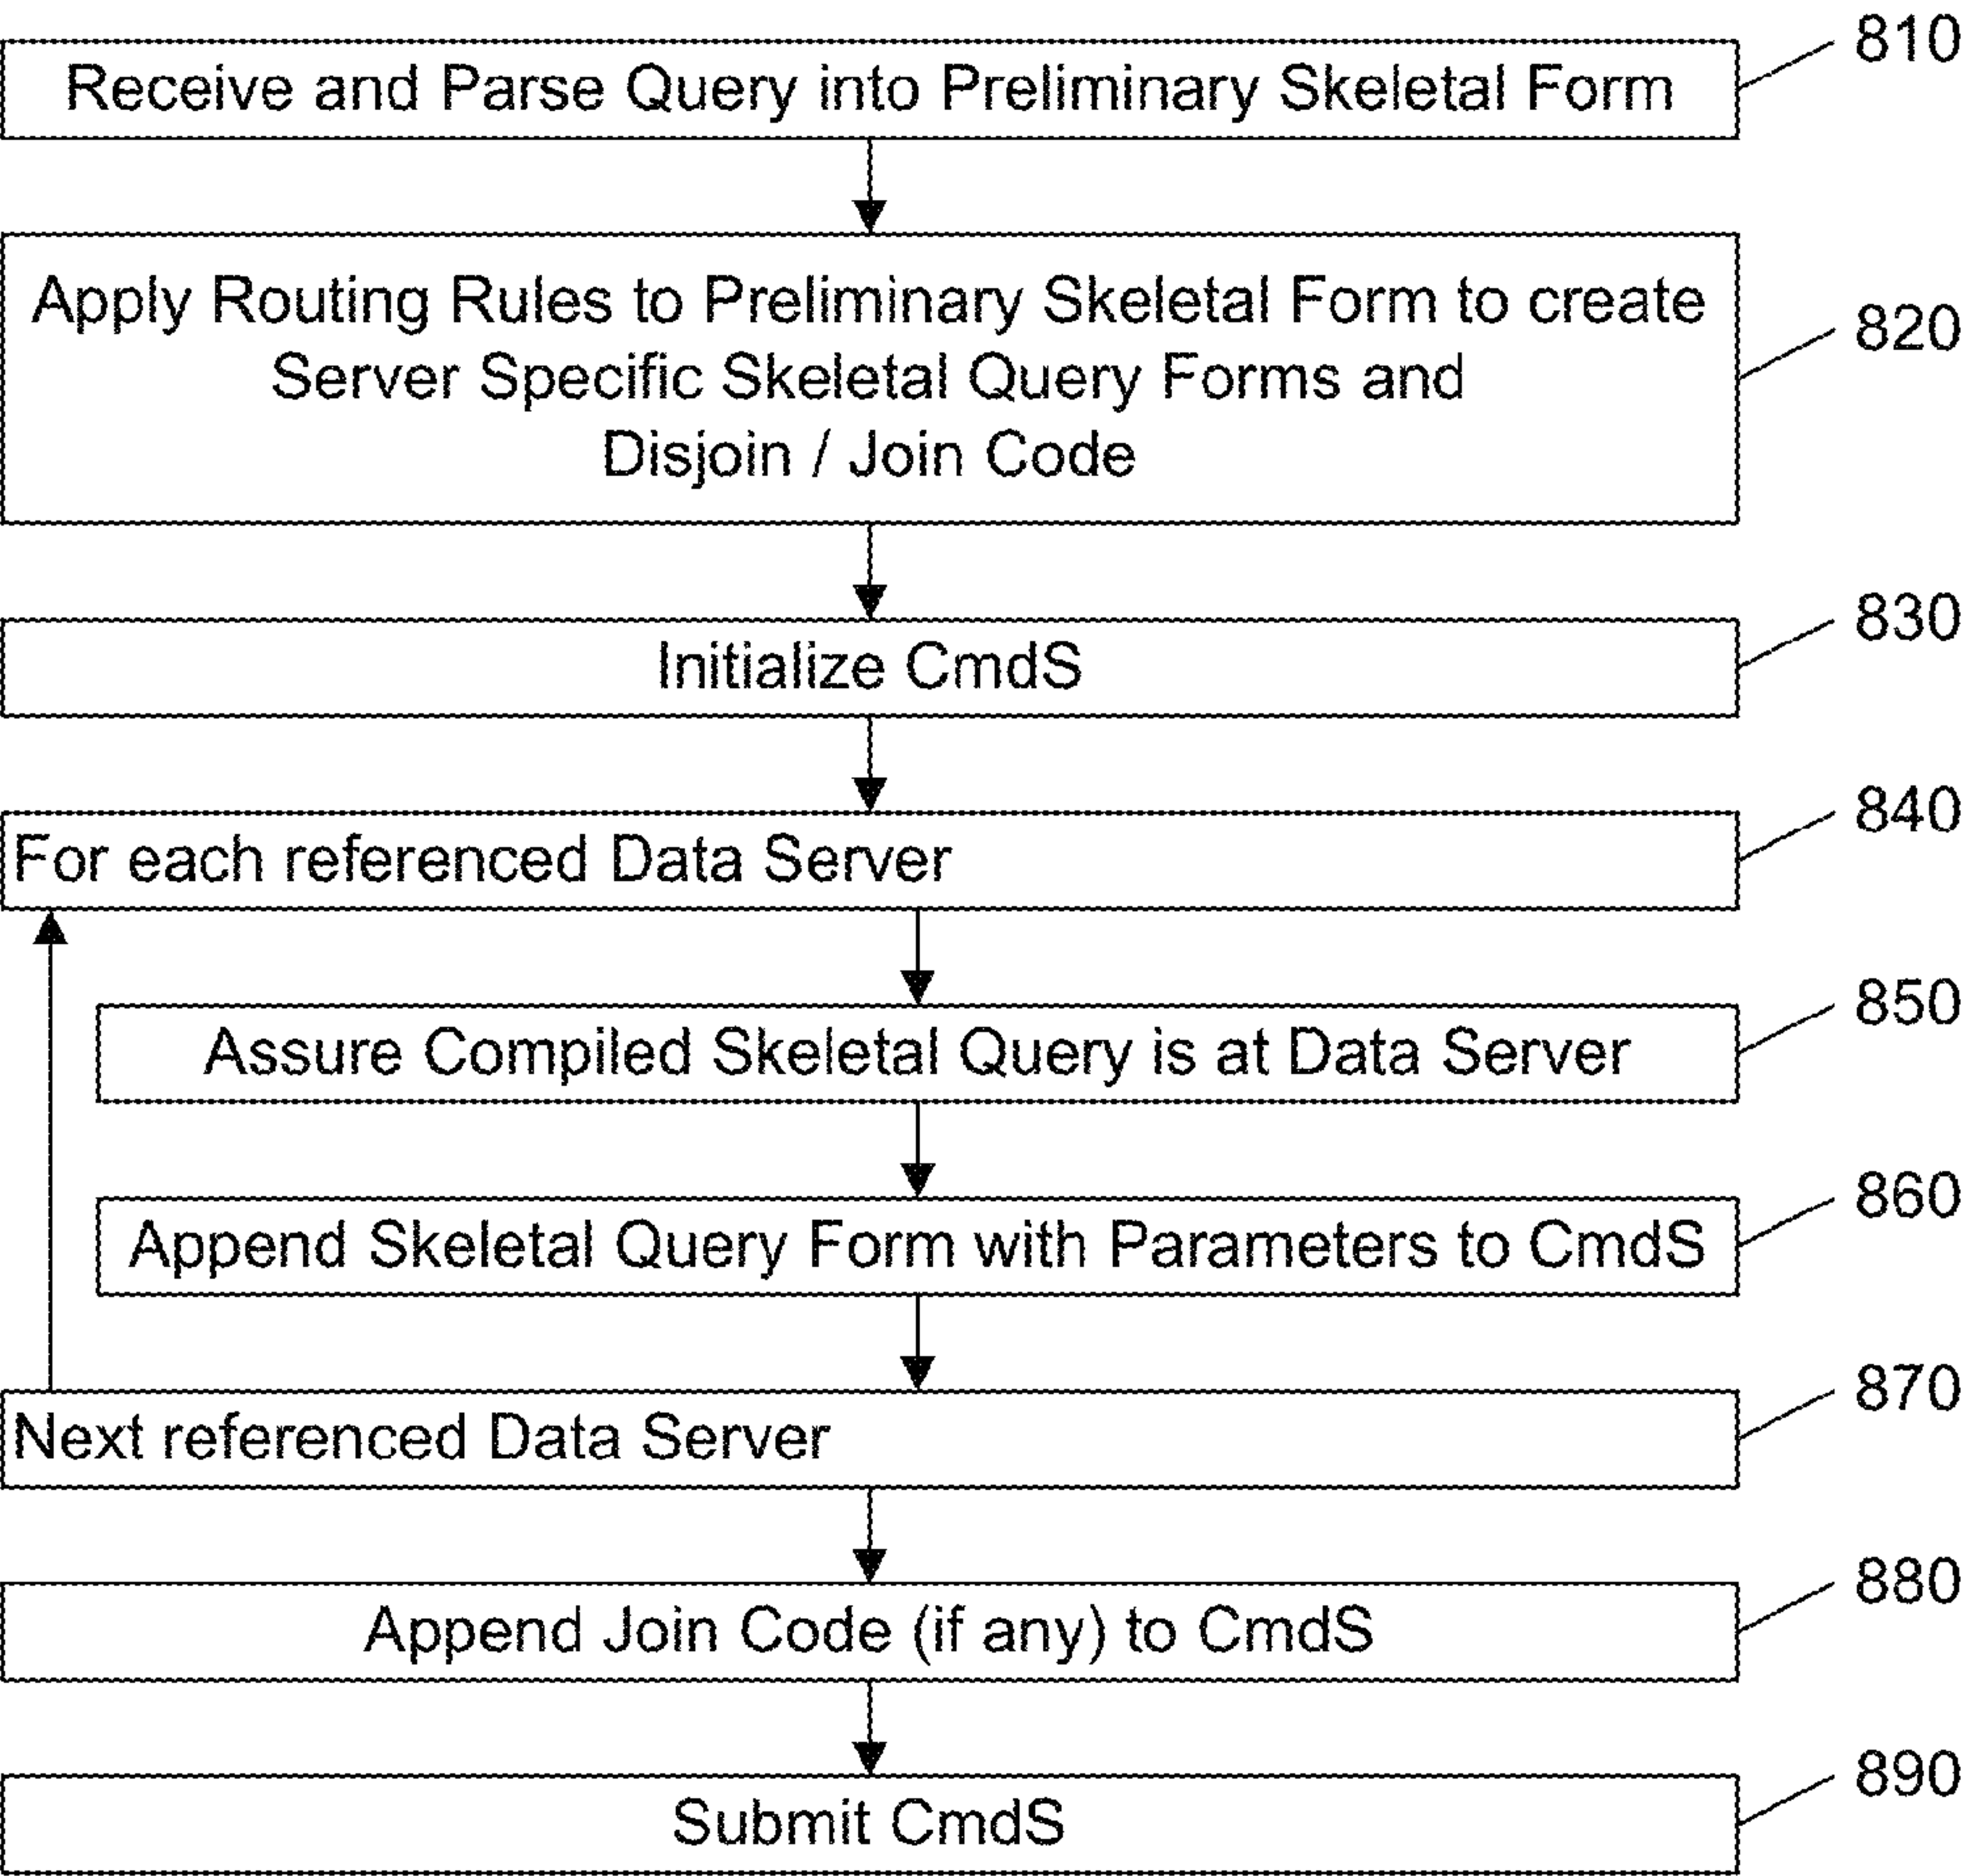 810
Receive and Parse Query into Preliminary Skeletal Form
Apply Routing Rules to Preliminary Skeletal Form to create
820
Server Specific Skeletal Query Forms and
Disjoin / Join Code
830
Initialize CmdS
840
For each referenced Data Server
850
Assure Compiled Skeletal Query is at Data Server
860
Append Skeletal Query Form with Parameters to CmdS
870
Next referenced Data Server
880
Append Join Code (if any) to CmdS
890
Submit CmdS